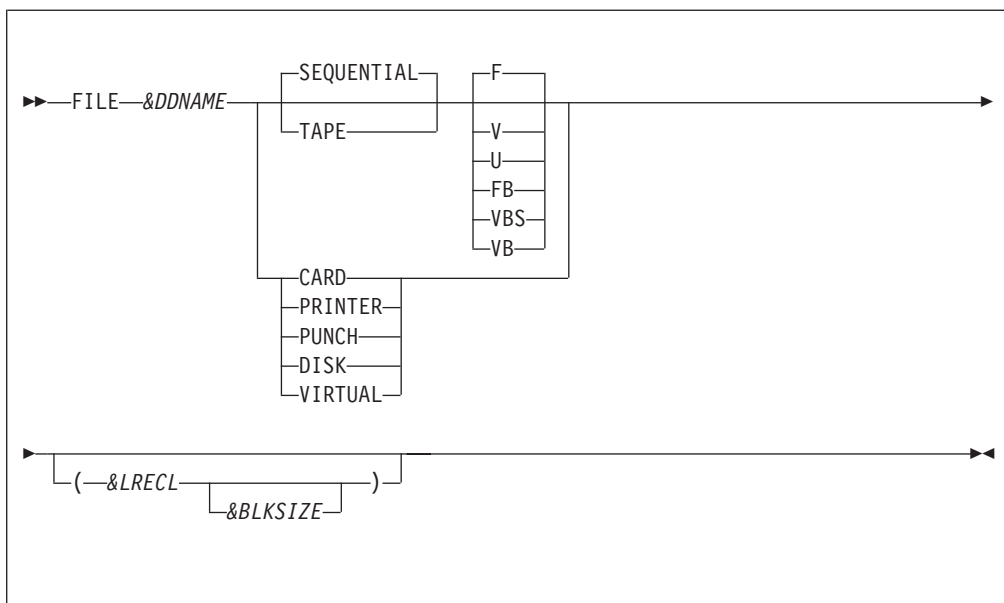 SEQUENTIAL F
FILE &DDNAME
TAPE V
U
FB
VBS
VB
CARD
PRINTER
PUNCH
DISK
VIRTUAL
( &LRECL )
&BLKSIZE